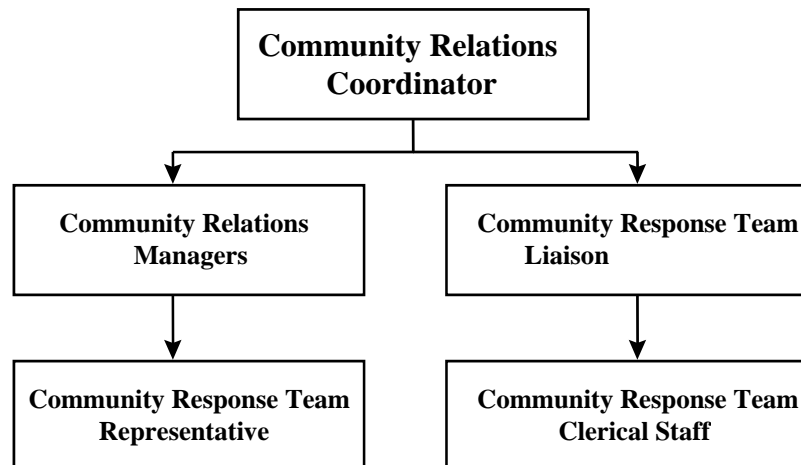 Community Relations
Coordinator
Community Relations
Managers
Community Response Team
Liaison
Community Response Team
Representative
Community Response Team
Clerical Staff